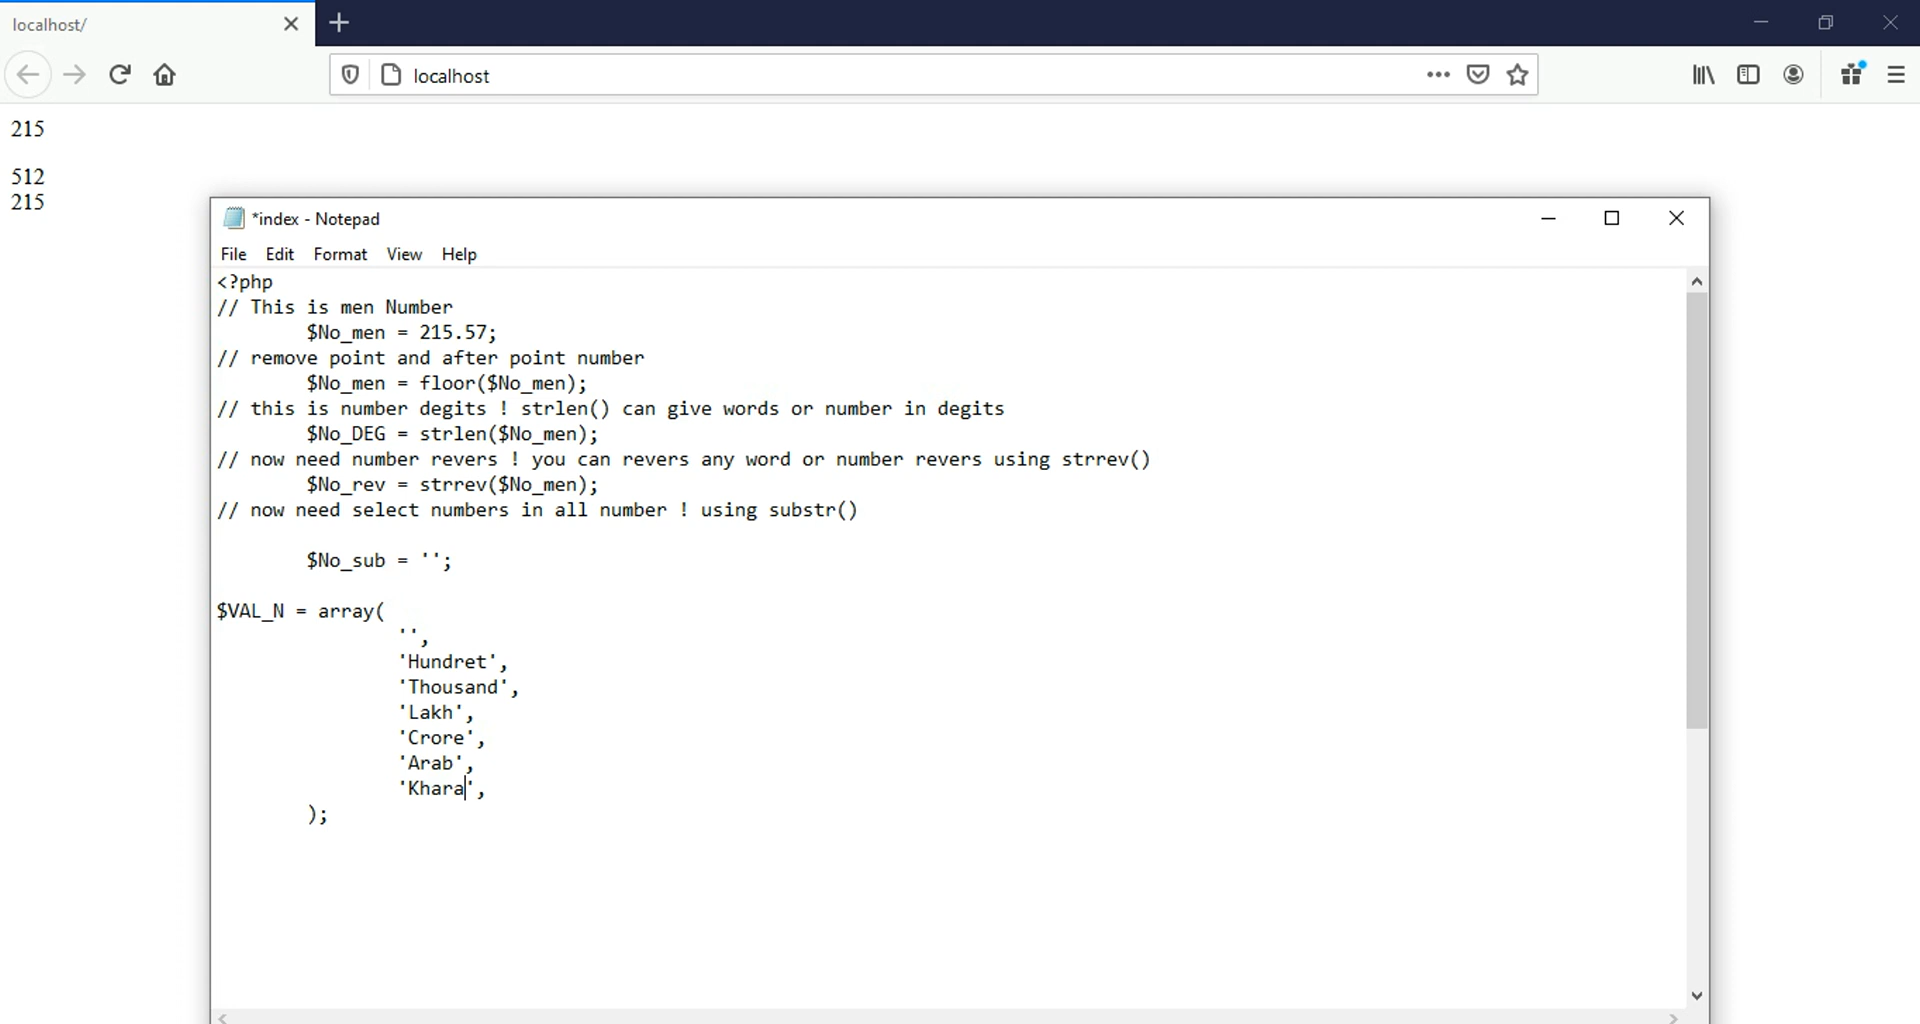 localhost/
localhost
215
512
215
*index - Notepad
File Edit Format View Help
<?php
// This is men Number
$No_men = 215.57;
// remove point and after point number
$No_men = floor($No_men);
// this is number degits ! strlen() can give words or number in degits
$No_DEG = strlen($No_men);
// now need number revers ! you can revers any word or number revers using strrev()
$No_rev = strrev($No_men);
// now need select numbers in all number ! using substr()
$No_sub = '';
$VAL_N = array(
'',
'Hundret',
'Thousand',
'Lakh',
'Crore',
'Arab',
'Khara',
);